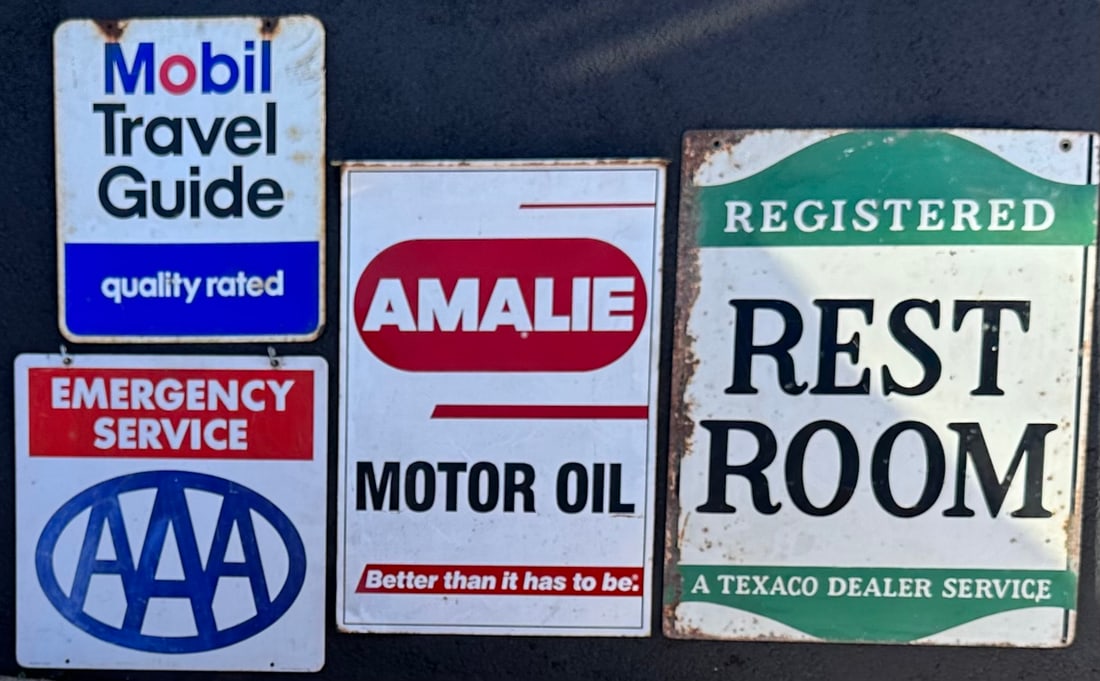 Mobil
Travel
Guide
quality rated
EMERGENCY
SERVICE
AAA
AMALIE
MOTOR OIL
Better than it has to be.
REGISTERED
REST
ROOM
A TEXACO DEALER SERVICE